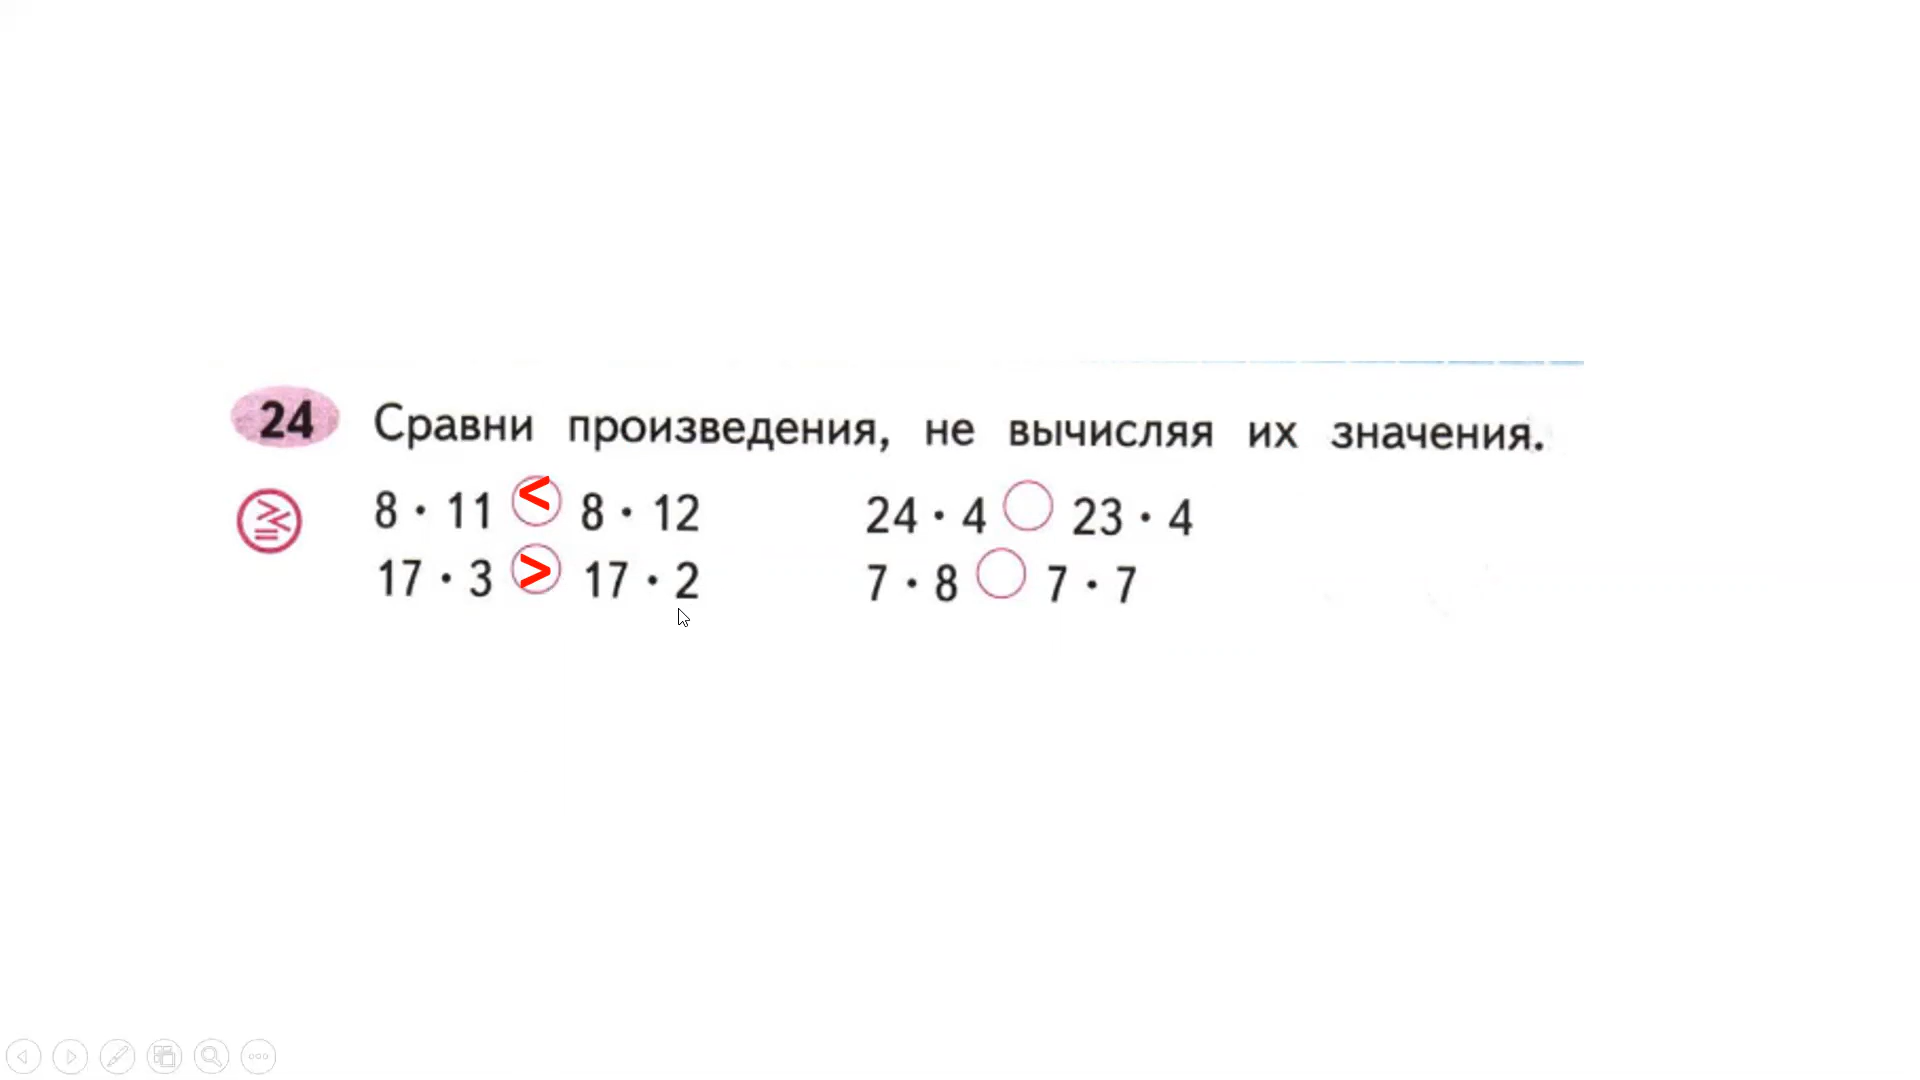 24 Сравни произведения, не вычисляя их значения.
8 · 11 < 8 · 12 24 · 4 ○ 23 · 4
17 · 3 > 17 · 2 7 · 8 ○ 7 · 7